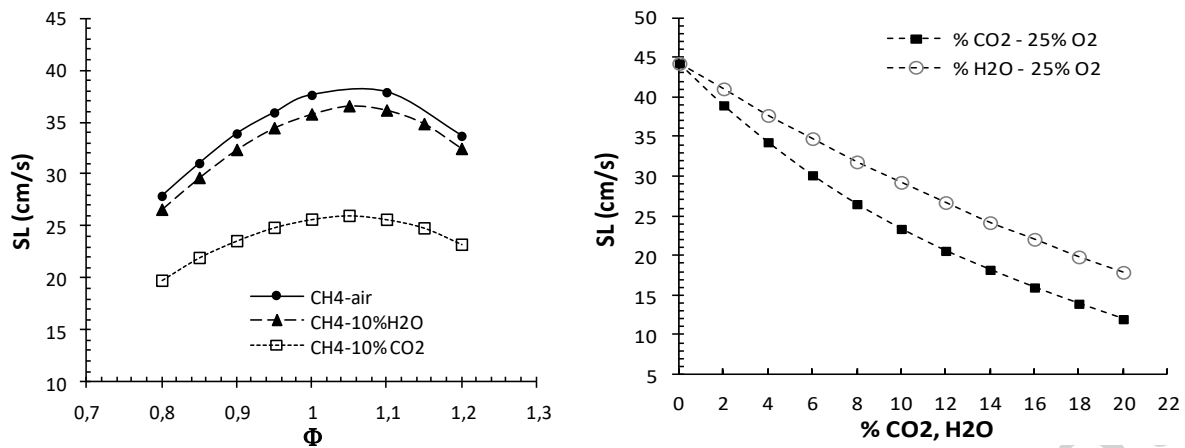 45
40
35
30
25
20
15
10
SL (cm/s)
CH4-air
CH4-10%H2O
CH4-10%CO2
0,7 0,8 0,9 1 1,1 1,2 1,3
Φ
50
45
40
35
30
25
20
15
10
5
SL (cm/s)
% CO2 - 25% O2
% H2O - 25% O2
0 2 4 6 8 10 12 14 16 18 20 22
% CO2, H2O